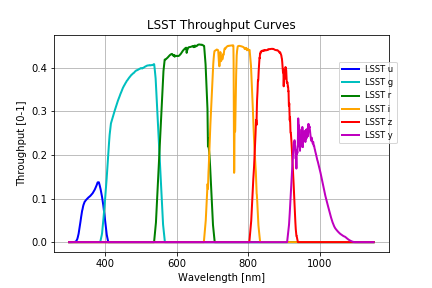 LSST Throughput Curves
Throughput [0-1]
0.4
0.3
0.2
0.1
0.0
LSST u
LSST g
LSST r
LSST i
LSST z
LSST y
400 600 800 1000
Wavelength [nm]